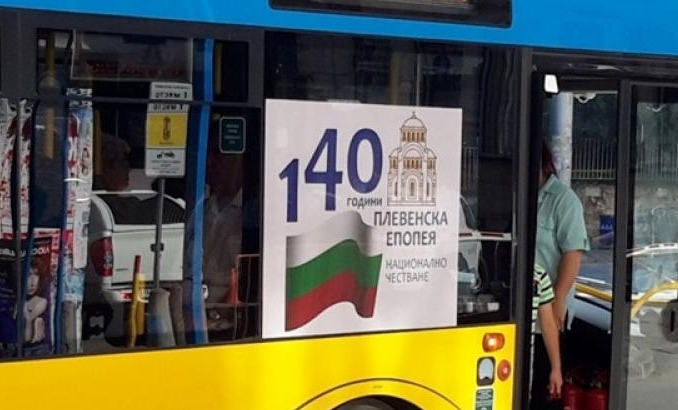 140
ГОДИНИ
ПЛЕВЕНСКА
ЕПОПЕЯ
НАЦИОНАЛНО
ЧЕСТВАНЕ